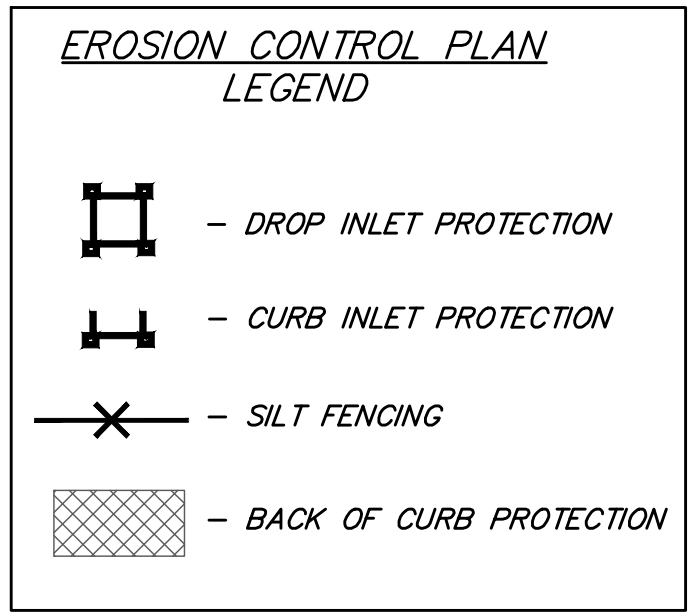 EROSION CONTROL PLAN
LEGEND
- DROP INLET PROTECTION
- CURB INLET PROTECTION
- SILT FENCING
- BACK OF CURB PROTECTION